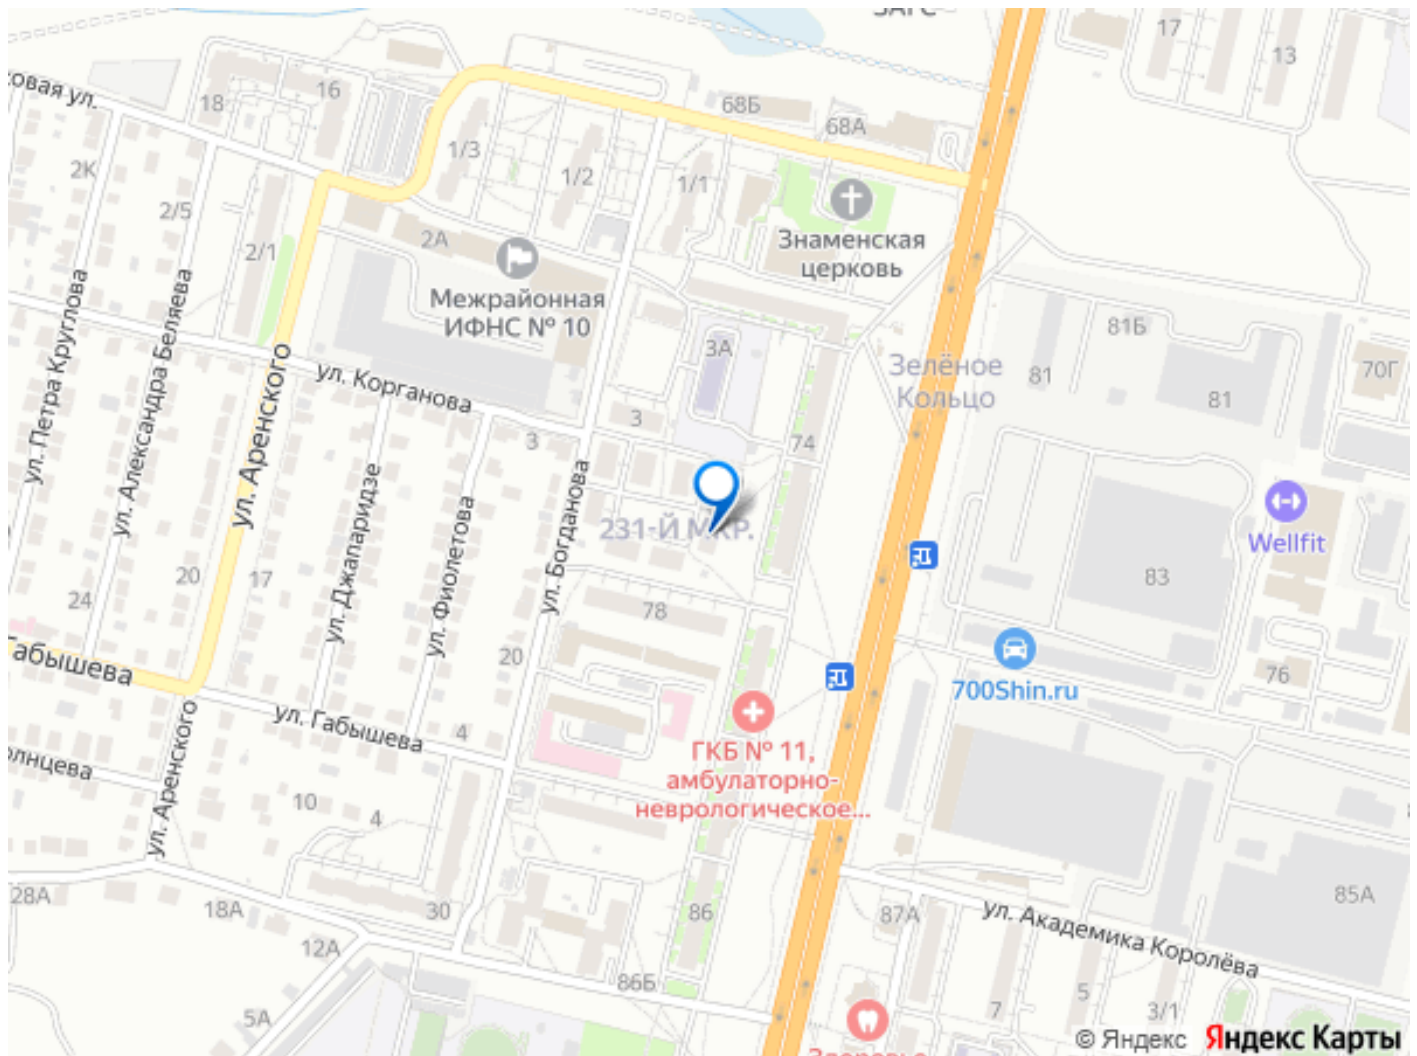 17
13
ковая ул.
18
16
68Б
68А
1/3
1/2
1/1
2К
2/5
2/1
2А
Знаменская
церковь
Межрайонная
ИФНС № 10
ул. Петра Круглова
ул. Александра Беляева
ул. Аренского
ул. Корганова
3А
81Б
Зелёное
Кольцо
81
81
70Г
3
3
74
ул. Джапаридзе
ул. Фиолетова
ул. Богданова
231-Й МКР.
Wellfit
83
20
17
24
78
20
Габышева
ул. Габышева
4
76
700Shin.ru
ГКБ № 11,
амбулаторно-
неврологическое...
ул. Аренского
олнцева
10
4
28А
18А
30
12А
86
87А
85А
ул. Академика Королёва
86Б
5А
7
5
3/1
Здоровье
© Яндекс Яндекс Карты